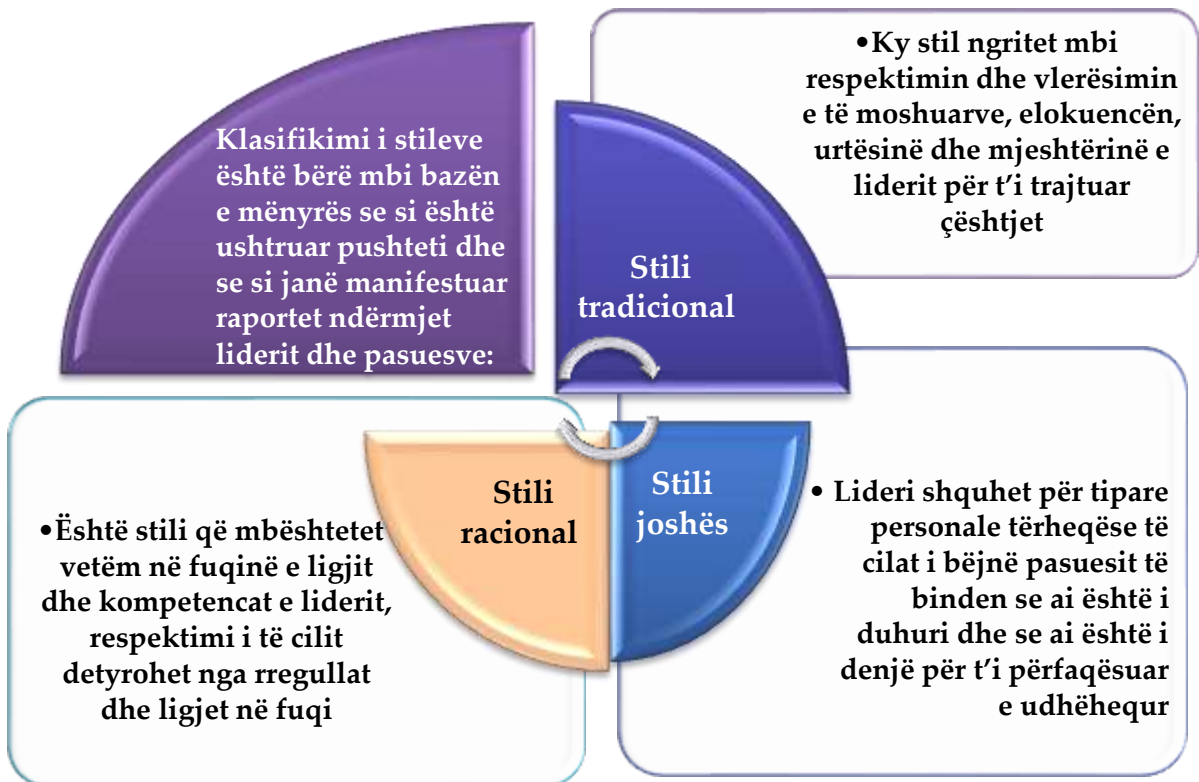 Klasifikimi i stileve
është bërë mbi bazën
e mënyrës se si është
ushtruar pushteti dhe
se si janë manifestuar
raportet ndërmjet
liderit dhe pasuesve:
•Ky stil ngritet mbi
respektimin dhe vlerësimin
e të moshuarve, elokuencën,
urtësinë dhe mjeshtërinë e
liderit për t’i trajtuar
çështjet
Stili
tradicional
Stili
racional
•Është stili që mbështetet
vetëm në fuqinë e ligjit
dhe kompetencat e liderit,
respektimi i të cilit
detyrohet nga rregullat
dhe ligjet në fuqi
Stili
joshës
• Lideri shquhet për tipare
personale tërheqëse të
cilat i bëjnë pasuesit të
binden se ai është i
duhuri dhe se ai është i
denjë për t’i përfaqësuar
e udhëhequr